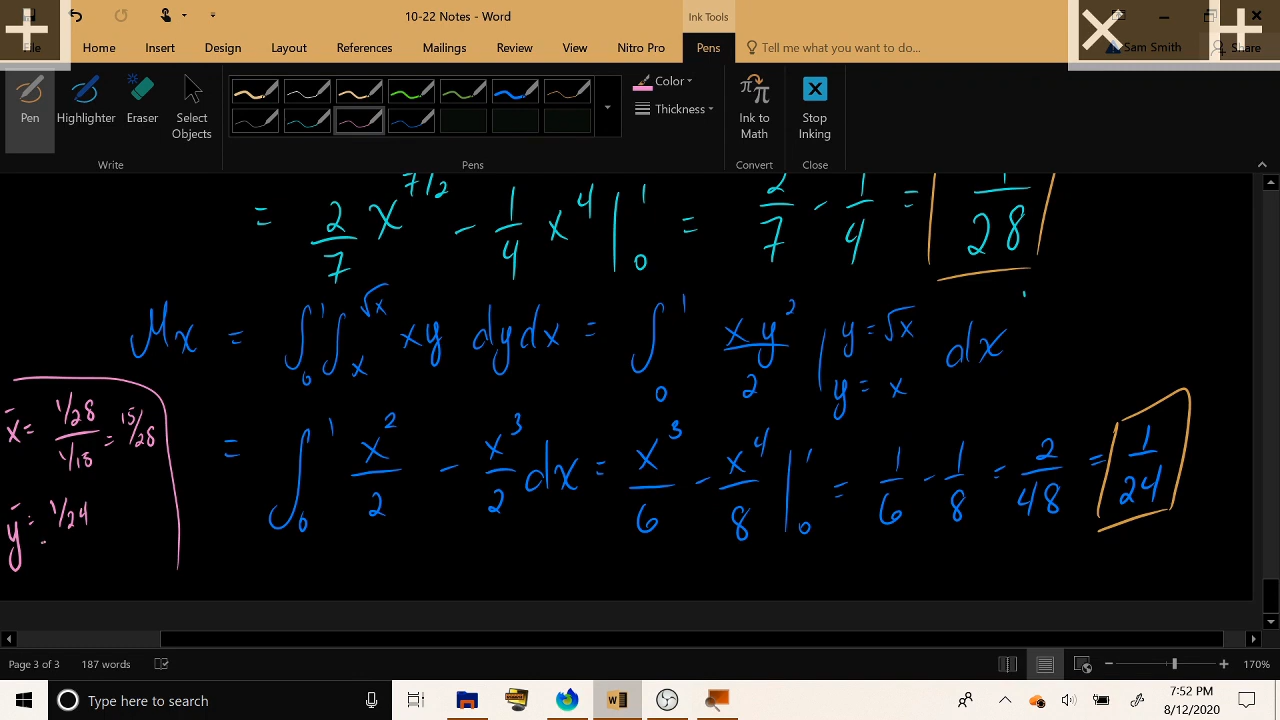 10-22 Notes - Word
Ink Tools
File Home Insert Design Layout References Mailings Review View Nitro Pro Pens Tell me what you want to do... Sam Smith Share
Pen Highlighter Eraser Select Objects Color Thickness Ink to Math Stop Inking
Write Pens Convert Close
= 2/7 x^{7/2} - 1/4 x^4 |_0^1 = 2/7 - 1/4 = 1/28
Mx = ∫_0^1 ∫_x^{√x} xy dydx = ∫_0^1 xy^2/2 | y=√x y=x dx
= ∫_0^1 x^2/2 - x^3/2 dx = x^3/6 - x^4/8 |_0^1 = 1/6 - 1/8 = 2/48 = 1/24
x̄ = (1/28)/(1/15) = 15/28
ȳ = 1/24
Page 3 of 3 187 words 170%
Type here to search 7:52 PM
8/12/2020